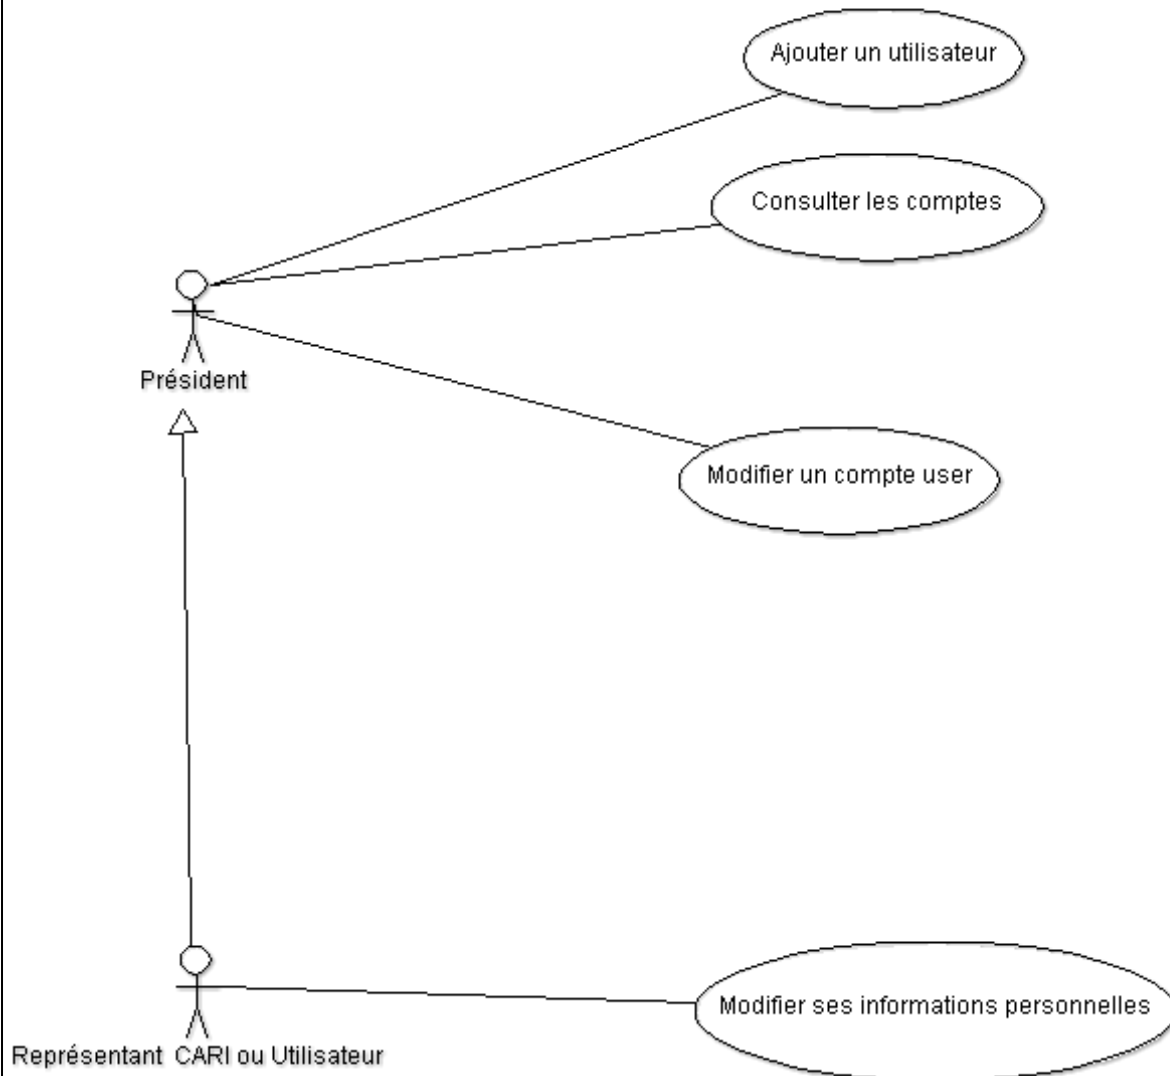 Ajouter un utilisateur
Consulter les comptes
Président
Modifier un compte user
Modifier ses informations personnelles
Représentant CARI ou Utilisateur